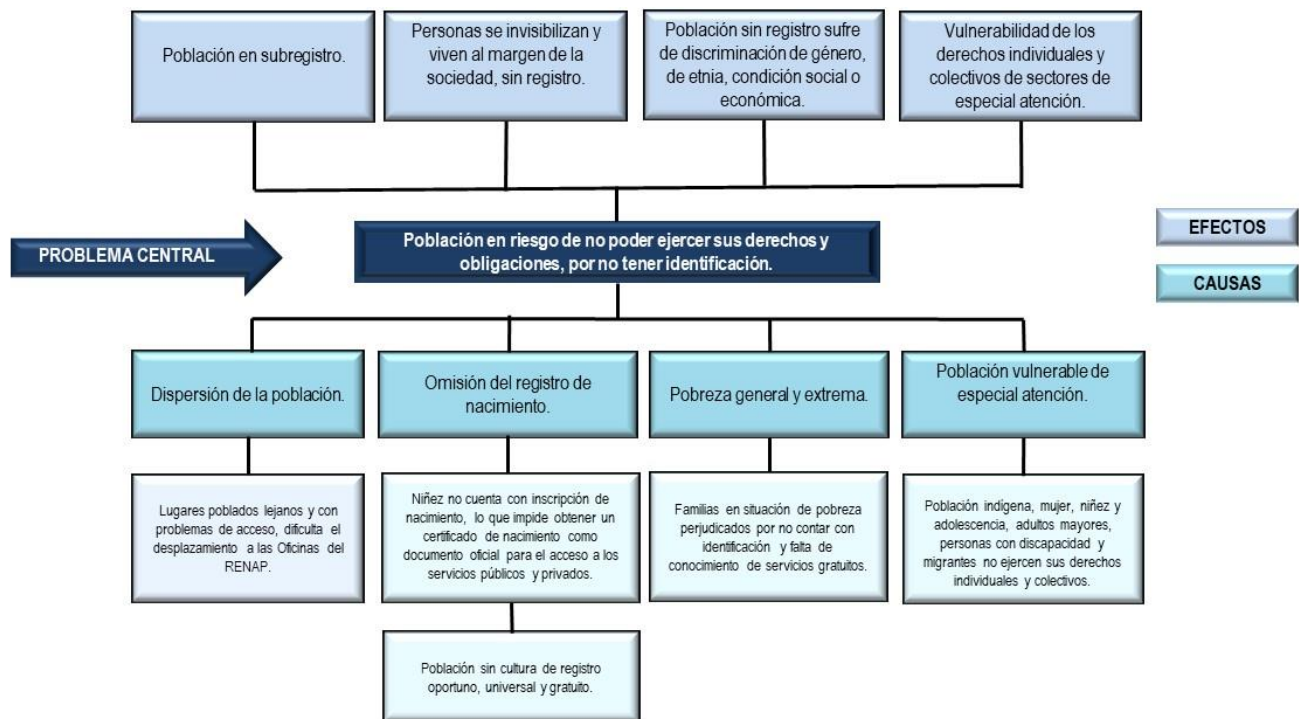 Población en subregistro.
Personas se invisibilizan y
viven al margen de la
sociedad, sin registro.
Población sin registro sufre
de discriminación de género,
de etnia, condición social o
económica.
Vulnerabilidad de los
derechos individuales y
colectivos de sectores de
especial atención.
PROBLEMA CENTRAL
Población en riesgo de no poder ejercer sus derechos y
obligaciones, por no tener identificación.
EFECTOS
CAUSAS
Dispersión de la población.
Omisión del registro de
nacimiento.
Pobreza general y extrema.
Población vulnerable de
especial atención.
Lugares poblados lejanos y con
problemas de acceso, dificulta el
desplazamiento a las Oficinas del
RENAP.
Niñez no cuenta con inscripción de
nacimiento, lo que impide obtener un
certificado de nacimiento como
documento oficial para el acceso a los
servicios públicos y privados.
Familias en situación de pobreza
perjudicados por no contar con
identificación y falta de
conocimiento de servicios gratuitos.
Población indígena, mujer, niñez y
adolescencia, adultos mayores,
personas con discapacidad y
migrantes no ejercen sus derechos
individuales y colectivos.
Población sin cultura de registro
oportuno, universal y gratuito.